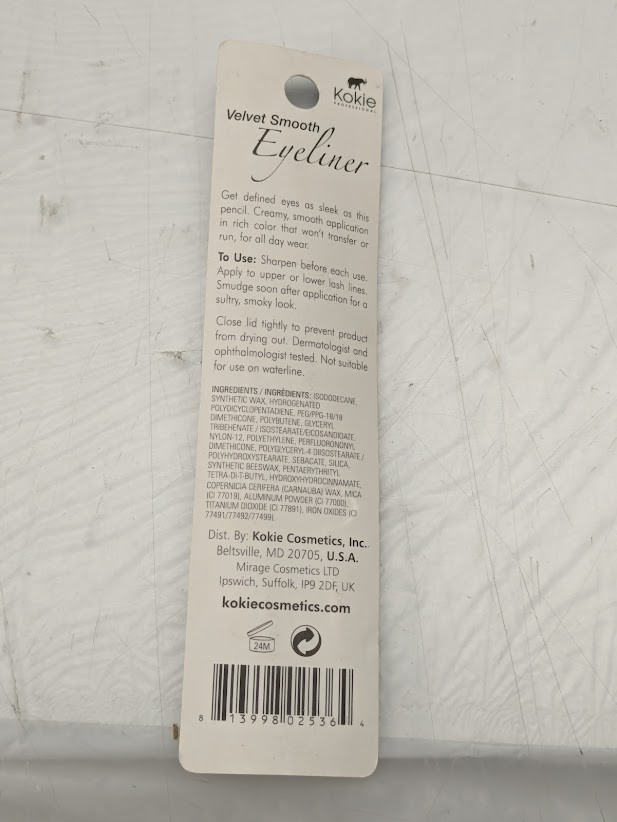 Kokie
PROFESSIONAL
Velvet Smooth
Eyeliner
Get defined eyes as sleek as this
pencil. Creamy, smooth application
in rich color that won't transfer or
run, for all day wear.
To Use: Sharpen before each use.
Apply to upper or lower lash lines.
Smudge soon after application for a
sultry, smoky look.
Close lid tightly to prevent product
from drying out. Dermatologist and
ophthalmologist tested. Not suitable
for use on waterline.
INGREDIENTS / INGRÉDIENTS: ISODODECANE,
SYNTHETIC WAX, HYDROGENATED
POLYDICYCLOPENTADIENE, PEG/PPG-18/18
DIMETHICONE, POLYBUTENE, GLYCERYL
TRIBEHENATE / ISOSTEARATE/EICOSANDIOATE,
NYLON-12, POLYETHYLENE, PERFLUORONONYL
DIMETHICONE, POLYGLYCERYL-4 DIISOSTEARATE /
POLYHYDROXYSTEARATE, SEBACATE, SILICA,
SYNTHETIC BEESWAX, PENTAERYTHRITYL
TETRA-DI-T-BUTYL, HYDROXYHYDROCINNAMATE,
COPERNICIA CERIFERA (CARNAUBA) WAX, MICA
(CI 77019), ALUMINUM POWDER (CI 77000),
TITANIUM DIOXIDE (CI 77891), IRON OXIDES (CI
77491/77492/77499).
Dist. By: Kokie Cosmetics, Inc.
Beltsville, MD 20705, U.S.A.
Mirage Cosmetics LTD
Ipswich, Suffolk, IP9 2DF, UK
kokiecosmetics.com
24M
8 13998 02536 4